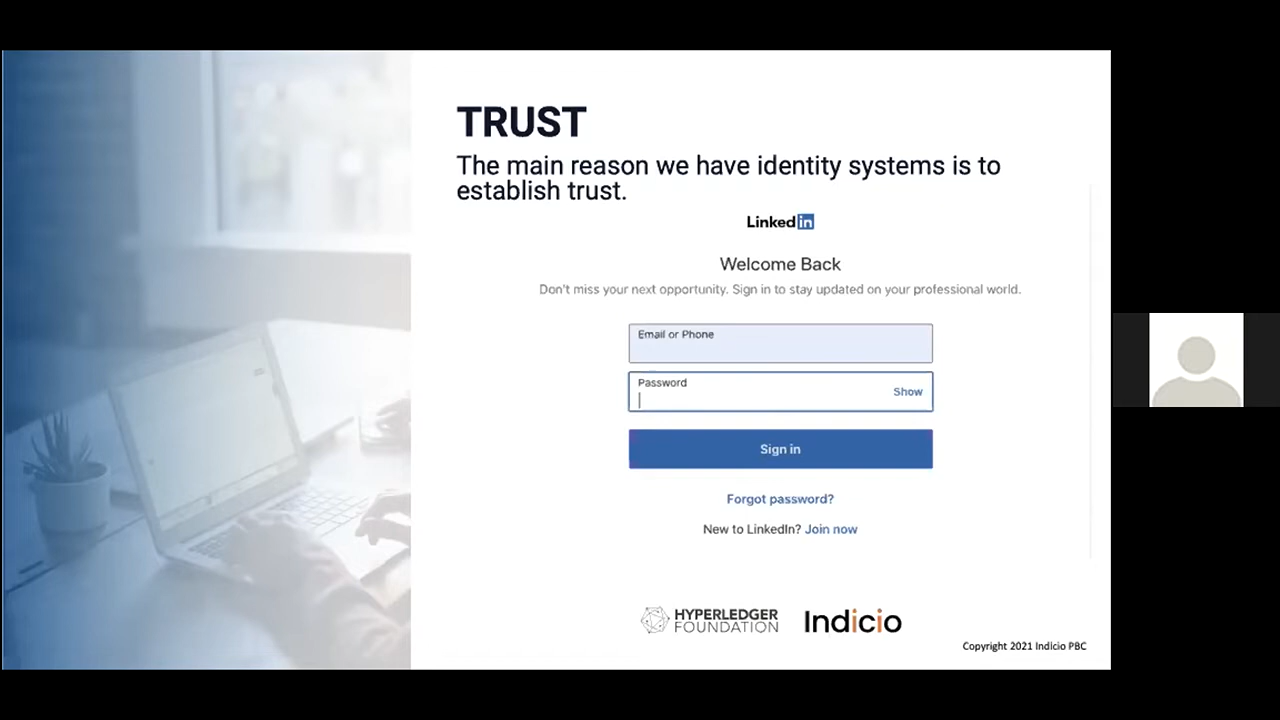 TRUST
The main reason we have identity systems is to
establish trust.
Linked in
Welcome Back
Don't miss your next opportunity. Sign in to stay updated on your professional world.
Email or Phone
Password
Show
Sign in
Forgot password?
New to LinkedIn? Join now
HYPERLEDGER
FOUNDATION
Indicio
Copyright 2021 Indicio PBC